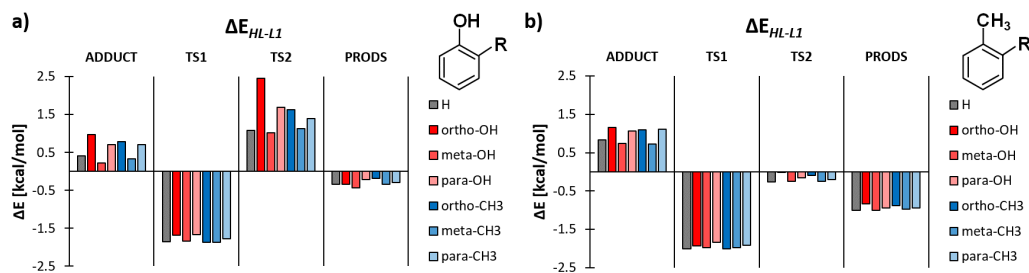 a)
ΔE_HL-L1
OH
R
ADDUCT TS1 TS2 PRODS
ΔE [kcal/mol]
2.5
1.5
0.5
-0.5
-1.5
-2.5
H
ortho-OH
meta-OH
para-OH
ortho-CH3
meta-CH3
para-CH3
b)
ΔE_HL-L1
CH₃
R
ADDUCT TS1 TS2 PRODS
ΔE [kcal/mol]
2.5
1.5
0.5
-0.5
-1.5
-2.5
H
ortho-OH
meta-OH
para-OH
ortho-CH3
meta-CH3
para-CH3